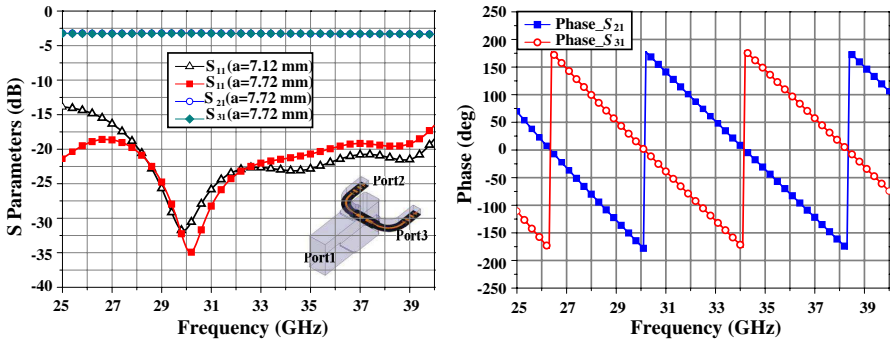 5
0
-5
-10
-15
-20
-25
-30
-35
-40
25 27 29 31 33 35 37 39
S Parameters (dB)
Frequency (GHz)
S11(a=7.12 mm)
S11(a=7.72 mm)
S21(a=7.72 mm)
S31(a=7.72 mm)
Port2
Port3
Port1
250
200
150
100
50
0
-50
-100
-150
-200
-250
25 27 29 31 33 35 37 39
Phase (deg)
Frequency (GHz)
Phase_S21
Phase_S31